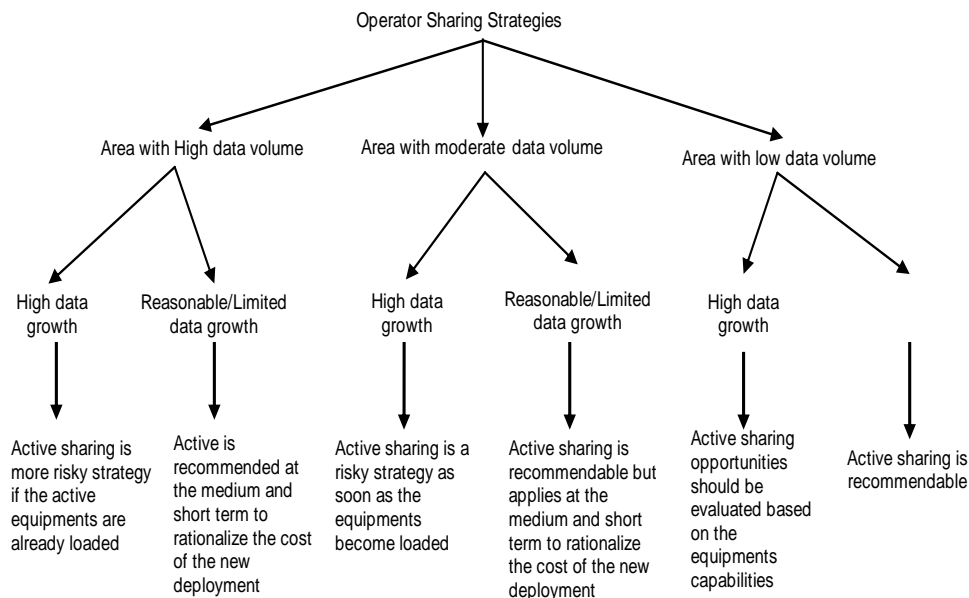 Operator Sharing Strategies
Area with High data volume
Area with moderate data volume
Area with low data volume
High data
growth
Reasonable/Limited
data growth
High data
growth
Reasonable/Limited
data growth
High data
growth
Active sharing is
more risky strategy
if the active
equipments are
already loaded
Active is
recommended at
the medium and
short term to
rationalize the cost
of the new
deployment
Active sharing is a
risky strategy as
soon as the
equipments
become loaded
Active sharing is
recommendable but
applies at the
medium and short
term to rationalize
the cost of the new
deployment
Active sharing
opportunities
should be
evaluated based
on the
equipments
capabilities
Active sharing is
recommendable